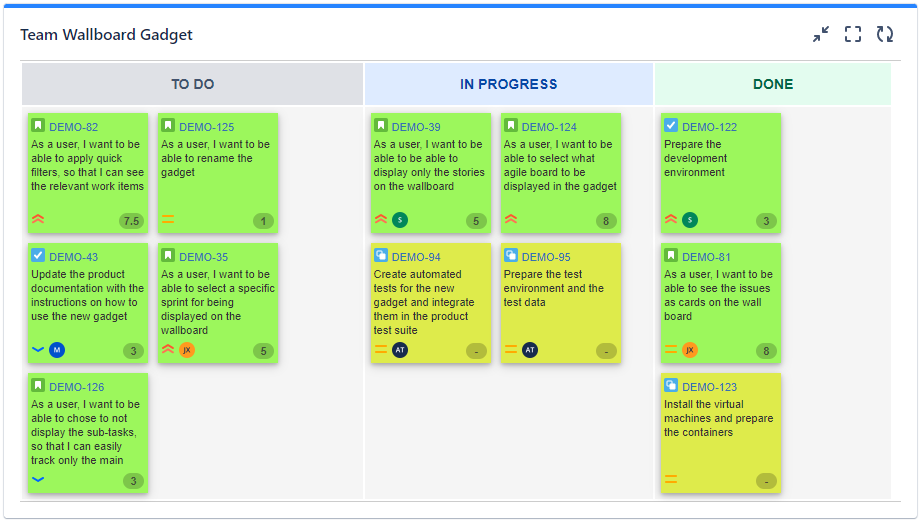 Team Wallboard Gadget
TO DO
IN PROGRESS
DONE
DEMO-82
As a user, I want to be
able to apply quick
filters, so that I can see
the relevant work items
7.5
DEMO-125
As a user, I want to be
able to rename the
gadget
1
DEMO-43
Update the product
documentation with the
instructions on how to
use the new gadget
M
3
DEMO-35
As a user, I want to be
able to select a specific
sprint for being
displayed on the
wallboard
JX
5
DEMO-126
As a user, I want to be
able to chose to not
display the sub-tasks,
so that I can easily
track only the main
3
DEMO-39
As a user, I want to be
able to be able to
display only the stories
on the wallboard
S
5
DEMO-124
As a user, I want to be
able to select what
agile board to be
displayed in the gadget
8
DEMO-94
Create automated
tests for the new
gadget and integrate
them in the product
test suite
AT
-
DEMO-95
Prepare the test
environment and the
test data
AT
-
DEMO-122
Prepare the
development
environment
S
3
DEMO-81
As a user, I want to be
able to see the issues
as cards on the wall
board
JX
8
DEMO-123
Install the virtual
machines and prepare
the containers
-